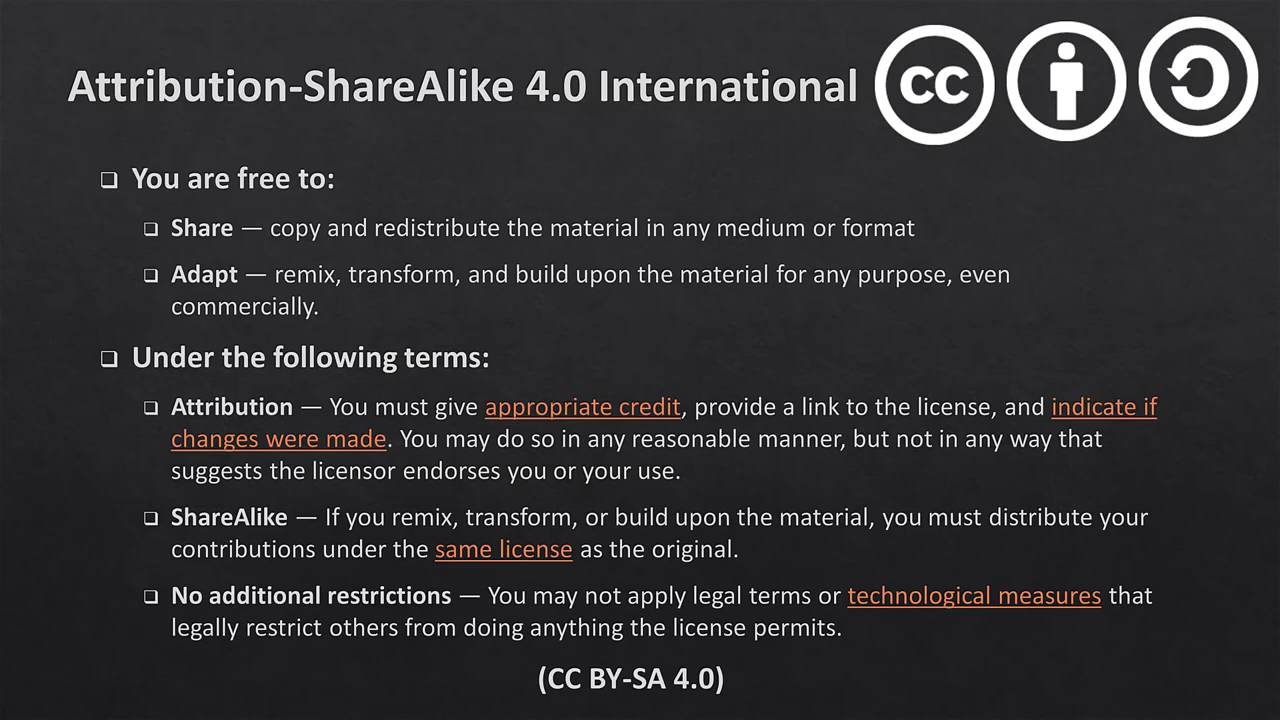 Attribution-ShareAlike 4.0 International
cc
❑ You are free to:
❑ Share — copy and redistribute the material in any medium or format
❑ Adapt — remix, transform, and build upon the material for any purpose, even
commercially.
❑ Under the following terms:
❑ Attribution — You must give appropriate credit, provide a link to the license, and indicate if
changes were made. You may do so in any reasonable manner, but not in any way that
suggests the licensor endorses you or your use.
❑ ShareAlike — If you remix, transform, or build upon the material, you must distribute your
contributions under the same license as the original.
❑ No additional restrictions — You may not apply legal terms or technological measures that
legally restrict others from doing anything the license permits.
(CC BY-SA 4.0)